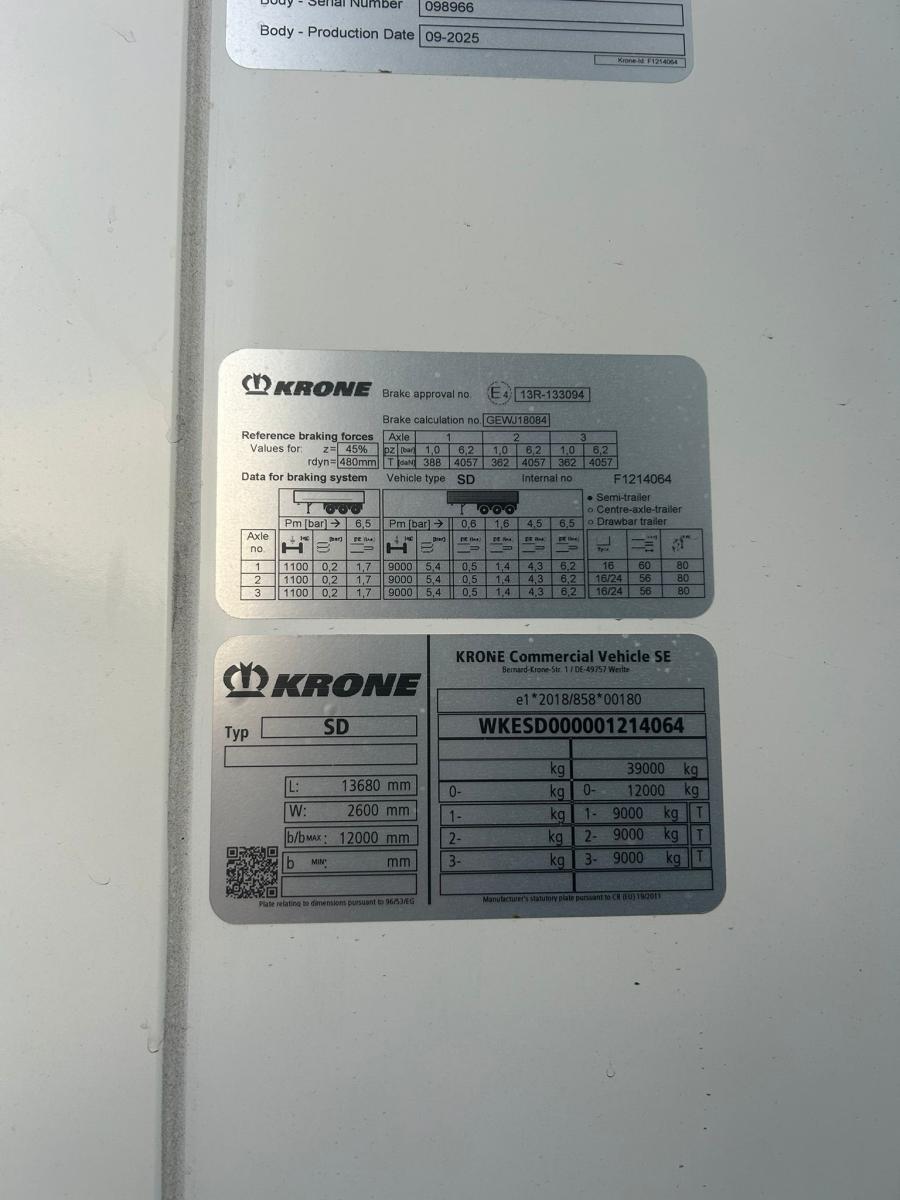 Body - Serial Number 098966
Body - Production Date 09-2025
Krone-Id: F1214064
KRONE Brake approval no. E4 13R-133094
Brake calculation no. GEWJ18084
Reference braking forces Axle 1 2 3
Values for: z= 45% pz [bar] 1,0 6,2 1,0 6,2 1,0 6,2
rdyn= 480mm T [daN] 388 4057 362 4057 362 4057
Data for braking system Vehicle type SD Internal no F1214064
● Semi-trailer
○ Centre-axle-trailer
○ Drawbar trailer
Pm [bar] → 6,5 Pm [bar] → 0,6 1,6 4,5 6,5
Axle no.
1 1100 0,2 1,7 9000 5,4 0,5 1,4 4,3 6,2 16 60 80
2 1100 0,2 1,7 9000 5,4 0,5 1,4 4,3 6,2 16/24 56 80
3 1100 0,2 1,7 9000 5,4 0,5 1,4 4,3 6,2 16/24 56 80
KRONE
Typ SD
L: 13680 mm
W: 2600 mm
b/b MAX: 12000 mm
b MIN: mm
Plate relating to dimensions pursuant to 96/53/EG
KRONE Commercial Vehicle SE
Bernard-Krone-Str. 1 / DE-49757 Werlte
e1*2018/858*00180
WKESD000001214064
kg 39000 kg
0- kg 0- 12000 kg
1- kg 1- 9000 kg T
2- kg 2- 9000 kg T
3- kg 3- 9000 kg T
Manufacturer's statutory plate pursuant to CR (EU) 19/2011